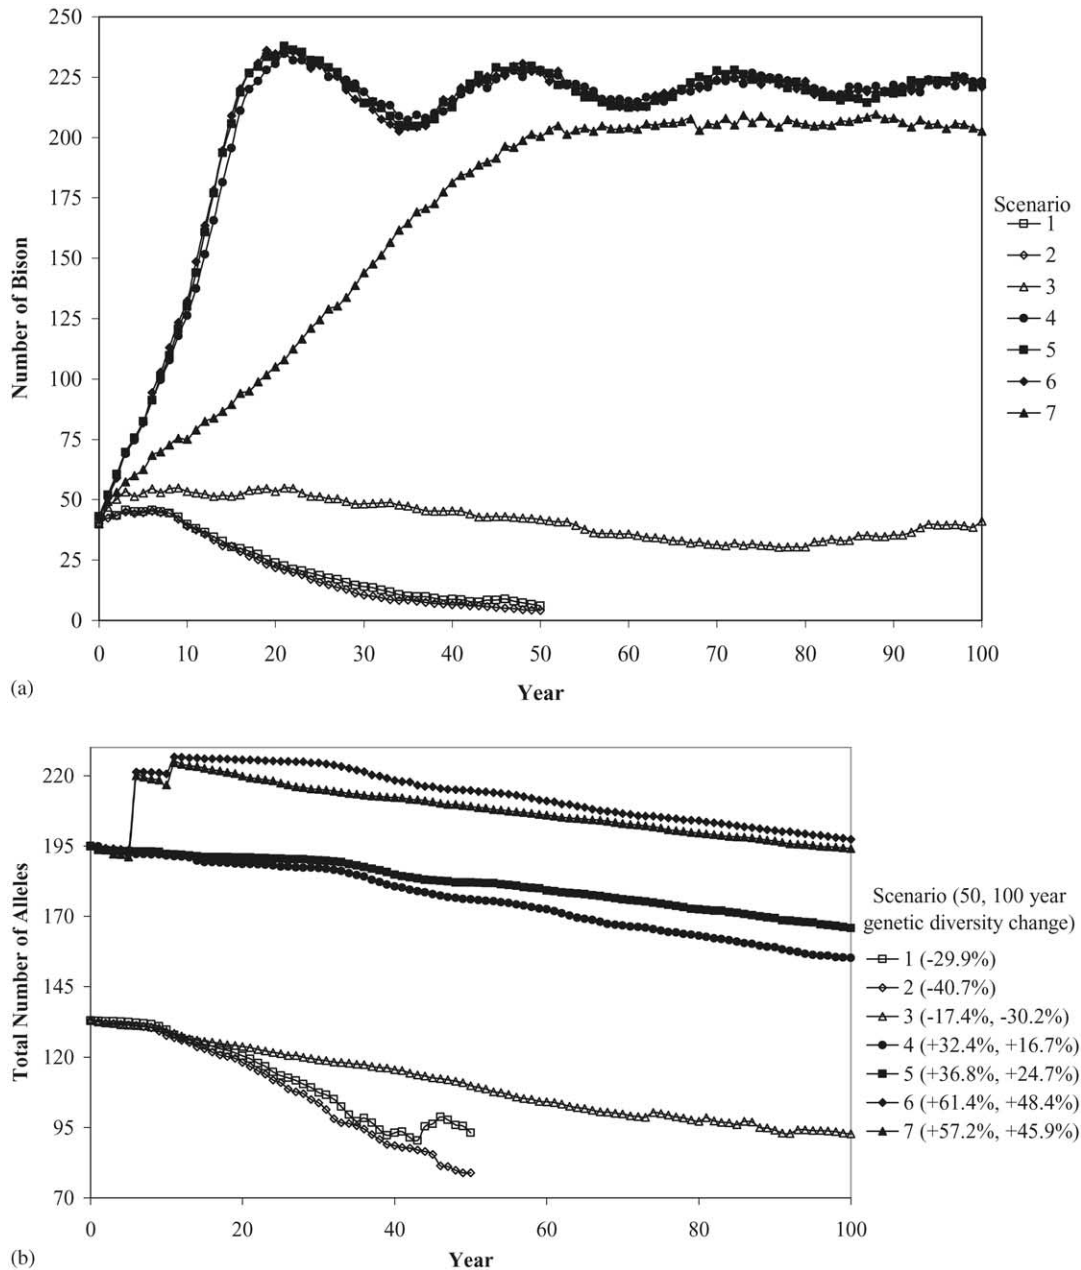 250
225
200
175
150
125
100
75
50
25
0
Number of Bison
0 10 20 30 40 50 60 70 80 90 100
Year
(a)
Scenario
1
2
3
4
5
6
7
220
195
170
145
120
95
70
Total Number of Alleles
0 20 40 60 80 100
Year
(b)
Scenario (50, 100 year
genetic diversity change)
1 (-29.9%)
2 (-40.7%)
3 (-17.4%, -30.2%)
4 (+32.4%, +16.7%)
5 (+36.8%, +24.7%)
6 (+61.4%, +48.4%)
7 (+57.2%, +45.9%)